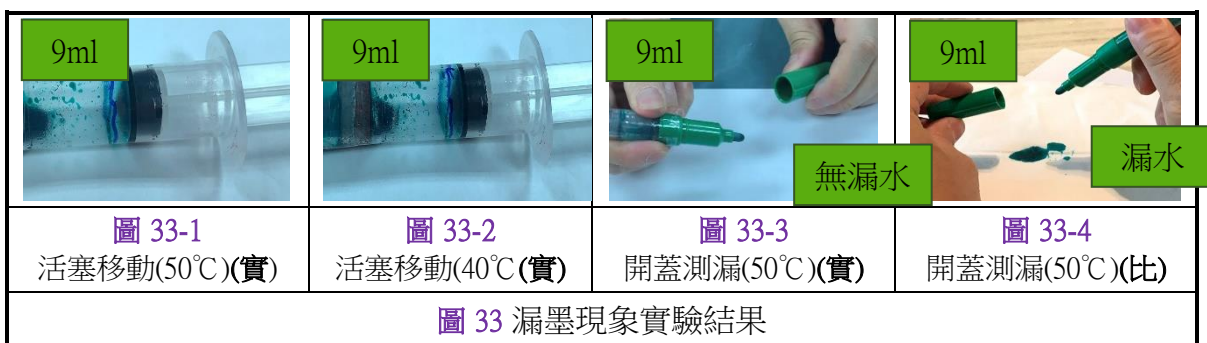 9ml
9ml
9ml
9ml
無漏水
漏水
圖 33-1
活塞移動(50℃)(實)
圖 33-2
活塞移動(40℃(實)
圖 33-3
開蓋測漏(50℃)(實)
圖 33-4
開蓋測漏(50℃)(比)
圖 33 漏墨現象實驗結果